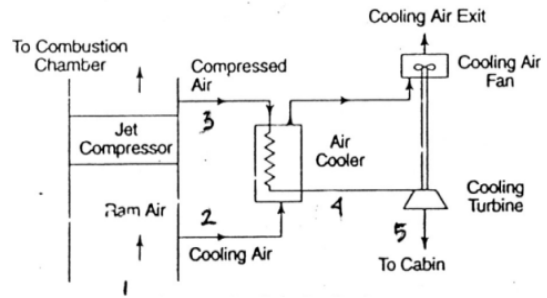 Cooling Air Exit
To Combustion
Chamber
Compressed
Air
Cooling Air
Fan
3
Jet
Compressor
Air
Cooler
Ram Air
2
4
Cooling
Turbine
5
Cooling Air
To Cabin
1